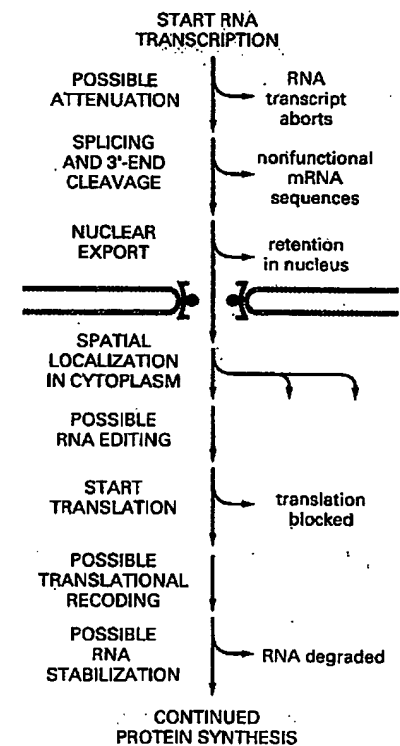 START RNA
TRANSCRIPTION
POSSIBLE
ATTENUATION
RNA
transcript
aborts
SPLICING
AND 3'-END
CLEAVAGE
nonfunctional
mRNA
sequences
NUCLEAR
EXPORT
retention
in nucleus
SPATIAL
LOCALIZATION
IN CYTOPLASM
POSSIBLE
RNA EDITING
START
TRANSLATION
translation
blocked
POSSIBLE
TRANSLATIONAL
RECODING
POSSIBLE
RNA
STABILIZATION
RNA degraded
CONTINUED
PROTEIN SYNTHESIS